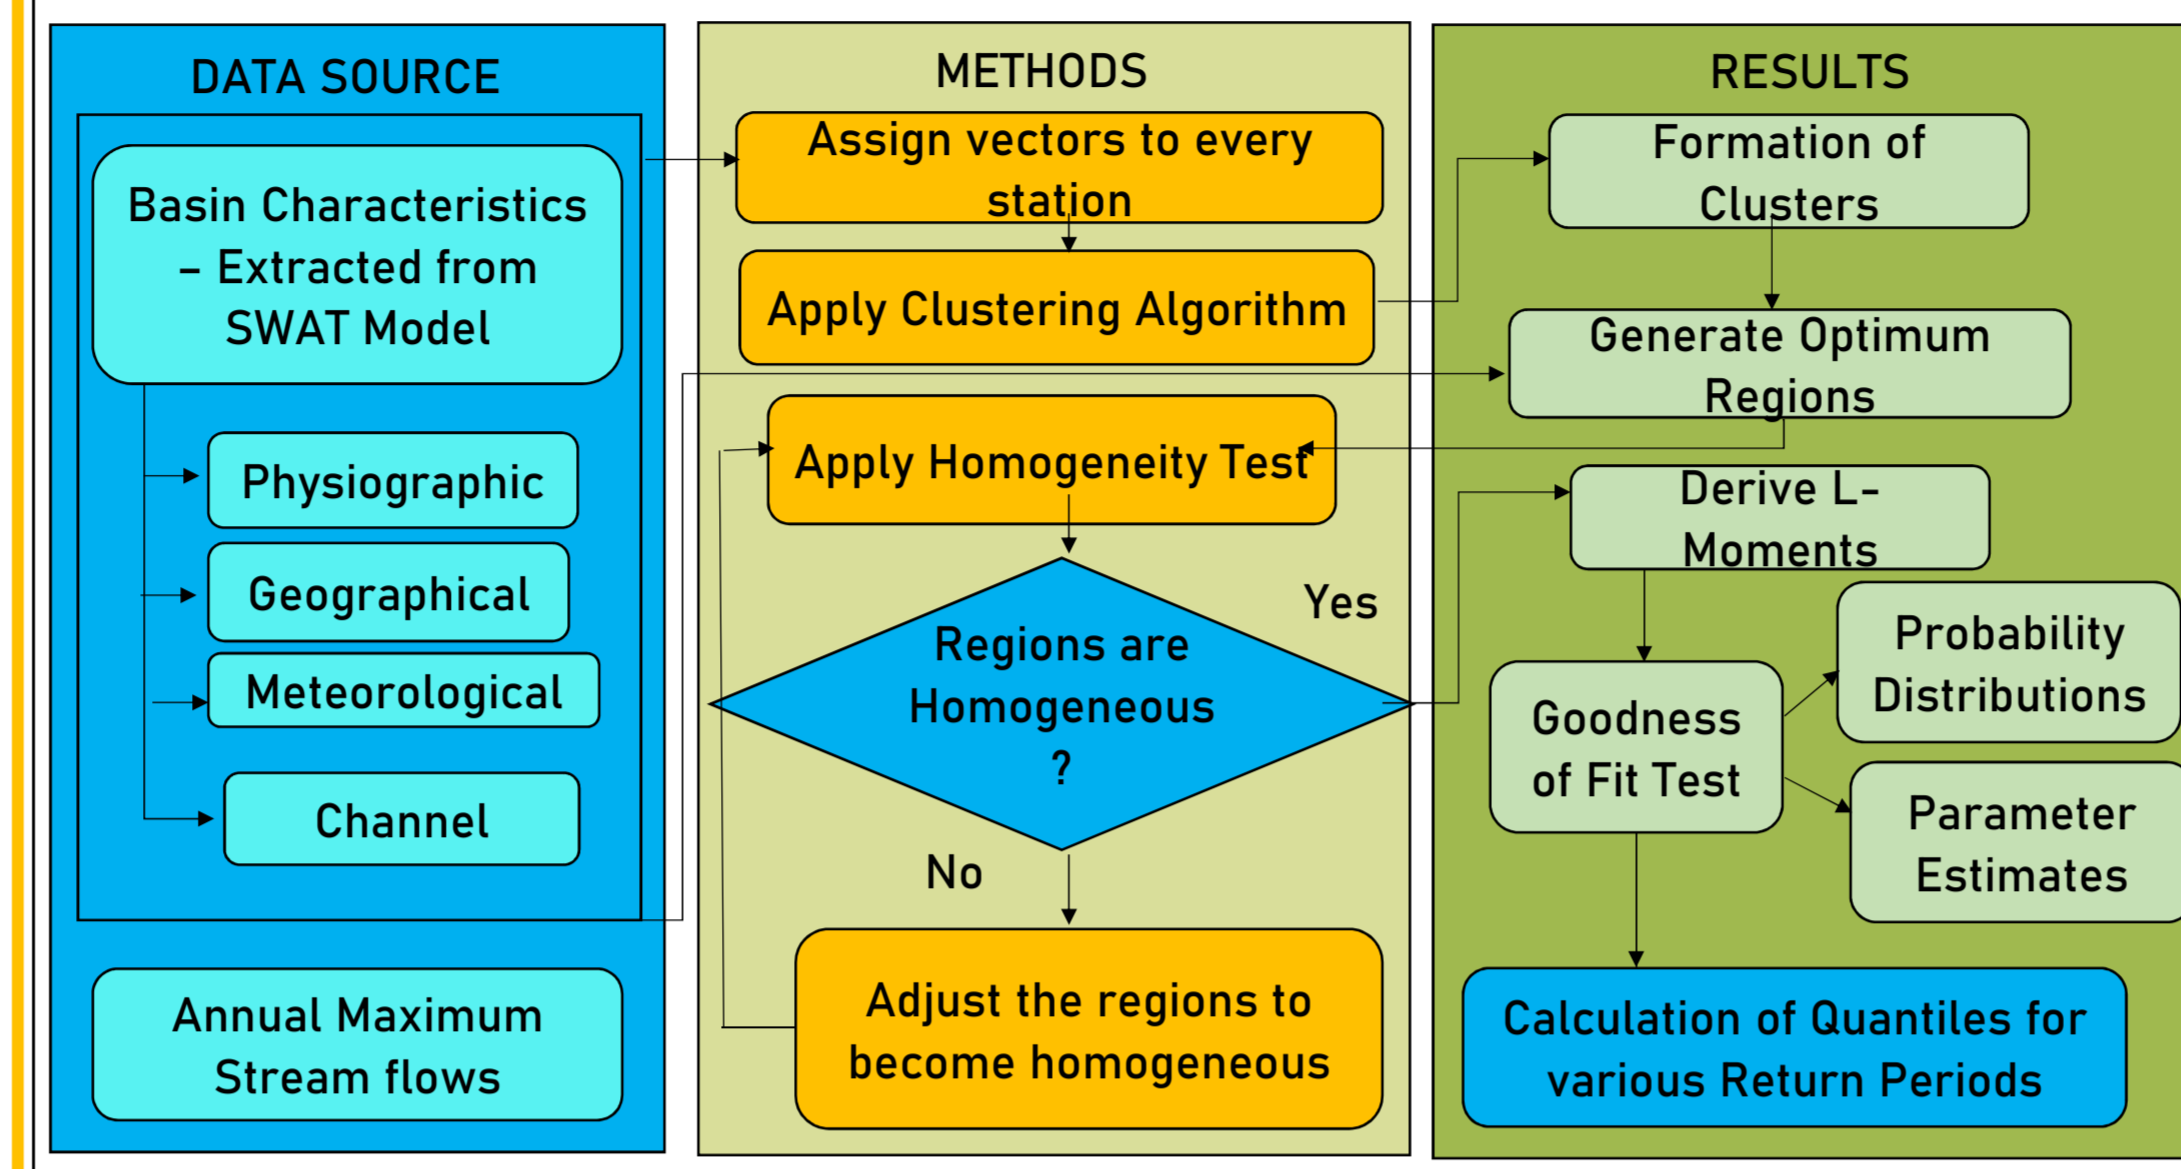 DATA SOURCE
Basin Characteristics
– Extracted from
SWAT Model
Physiographic
Geographical
Meteorological
Channel
Annual Maximum
Stream flows
METHODS
Assign vectors to every
station
Apply Clustering Algorithm
Apply Homogeneity Test
Regions are
Homogeneous
?
Yes
No
Adjust the regions to
become homogeneous
RESULTS
Formation of
Clusters
Generate Optimum
Regions
Derive L-
Moments
Goodness
of Fit Test
Probability
Distributions
Parameter
Estimates
Calculation of Quantiles for
various Return Periods